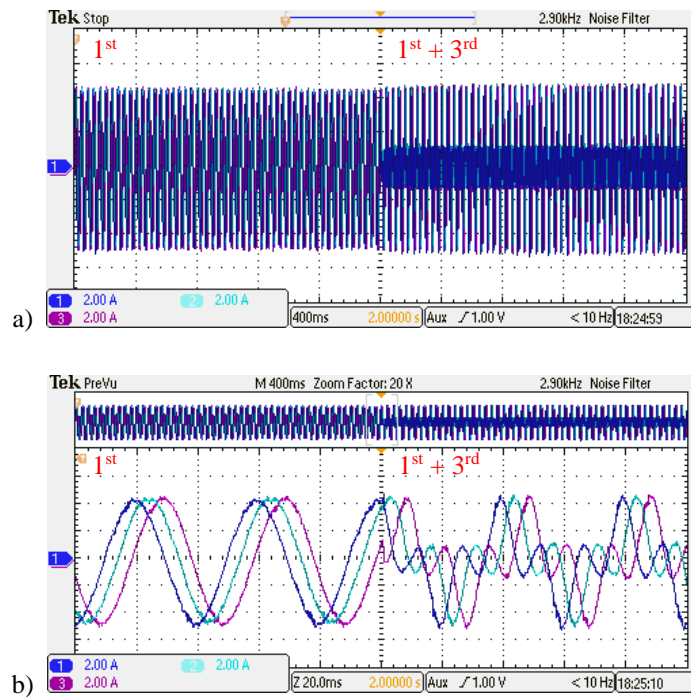 Tek Stop 2.90kHz Noise Filter
1st 1st + 3rd
1
1 2.00 A 2 2.00 A
3 2.00 A 400ms 2.00000 s Aux 1.00 V < 10 Hz 18:24:59
a)
Tek PreVu M 400ms Zoom Factor: 20 X 2.90kHz Noise Filter
1st 1st + 3rd
1
1 2.00 A 2 2.00 A
3 2.00 A Z 20.0ms 2.00000 s Aux 1.00 V < 10 Hz 18:25:10
b)